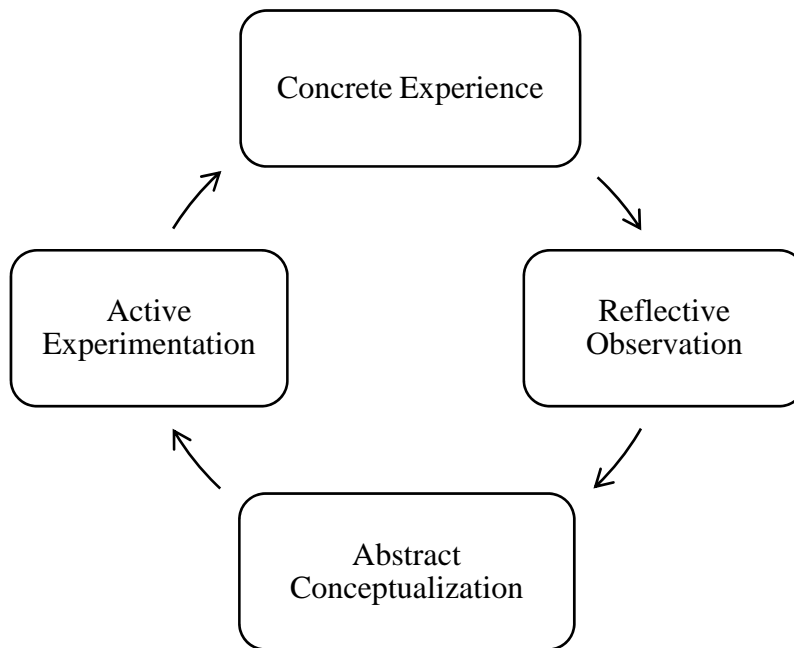 Concrete Experience
Active
Experimentation
Reflective
Observation
Abstract
Conceptualization